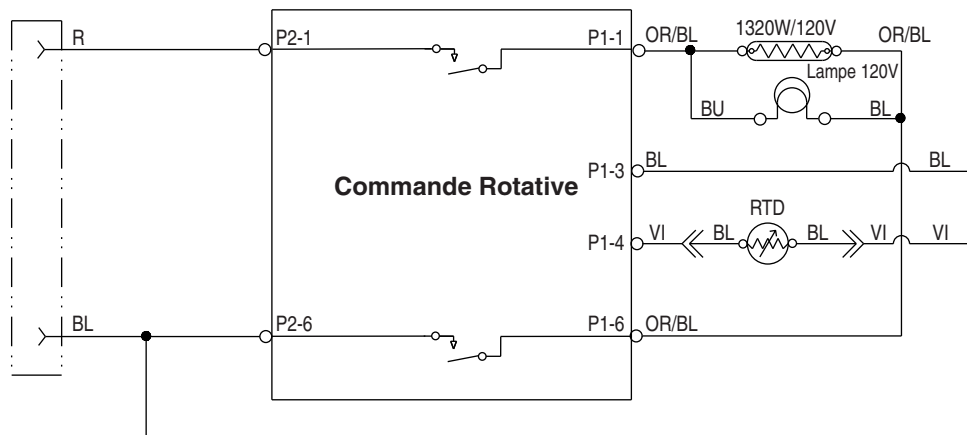 R P2-1 P1-1 OR/BL 1320W/120V OR/BL
Lampe 120V
BU BL
P1-3 BL BL
Commande Rotative
RTD
P1-4 VI BL BL VI VI
BL P2-6 P1-6 OR/BL